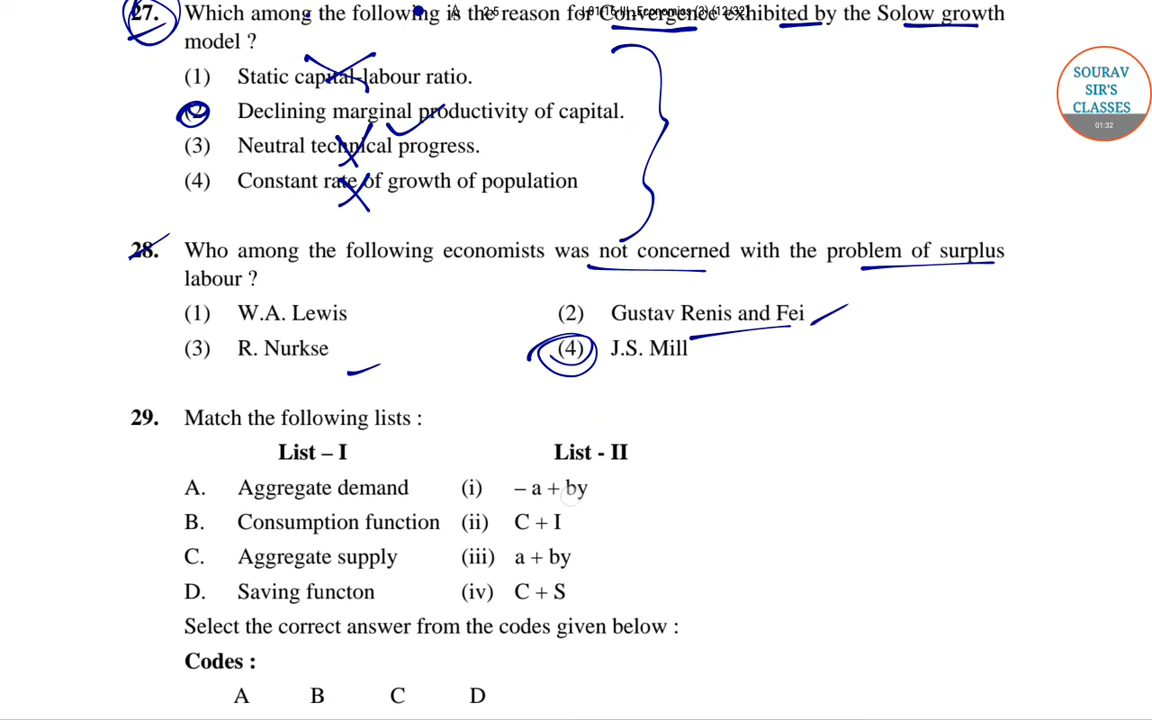 27. Which among the following is the reason for Convergence exhibited by the Solow growth
model ?
(1) Static capital-labour ratio.
(2) Declining marginal productivity of capital.
(3) Neutral technical progress.
(4) Constant rate of growth of population
SOURAV
SIR'S
CLASSES
01:32
28. Who among the following economists was not concerned with the problem of surplus
labour ?
(1) W.A. Lewis (2) Gustav Renis and Fei
(3) R. Nurkse (4) J.S. Mill
29. Match the following lists :
List – I List - II
A. Aggregate demand (i) – a + by
B. Consumption function (ii) C + I
C. Aggregate supply (iii) a + by
D. Saving functon (iv) C + S
Select the correct answer from the codes given below :
Codes :
A B C D